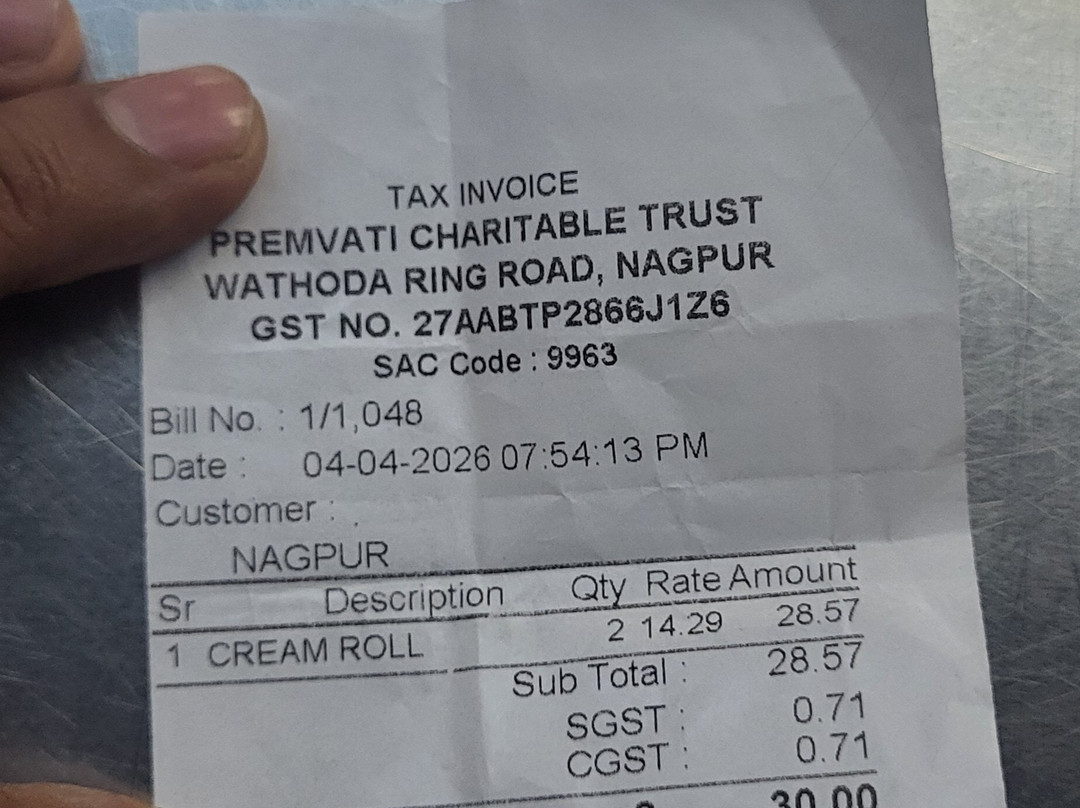 TAX INVOICE
PREMVATI CHARITABLE TRUST
WATHODA RING ROAD, NAGPUR
GST NO. 27AABTP2866J1Z6
SAC Code : 9963
Bill No. : 1/1,048
Date : 04-04-2026 07:54:13 PM
Customer : .
NAGPUR
Sr Description Qty Rate Amount
1 CREAM ROLL 2 14.29 28.57
Sub Total : 28.57
SGST : 0.71
CGST : 0.71
30.00